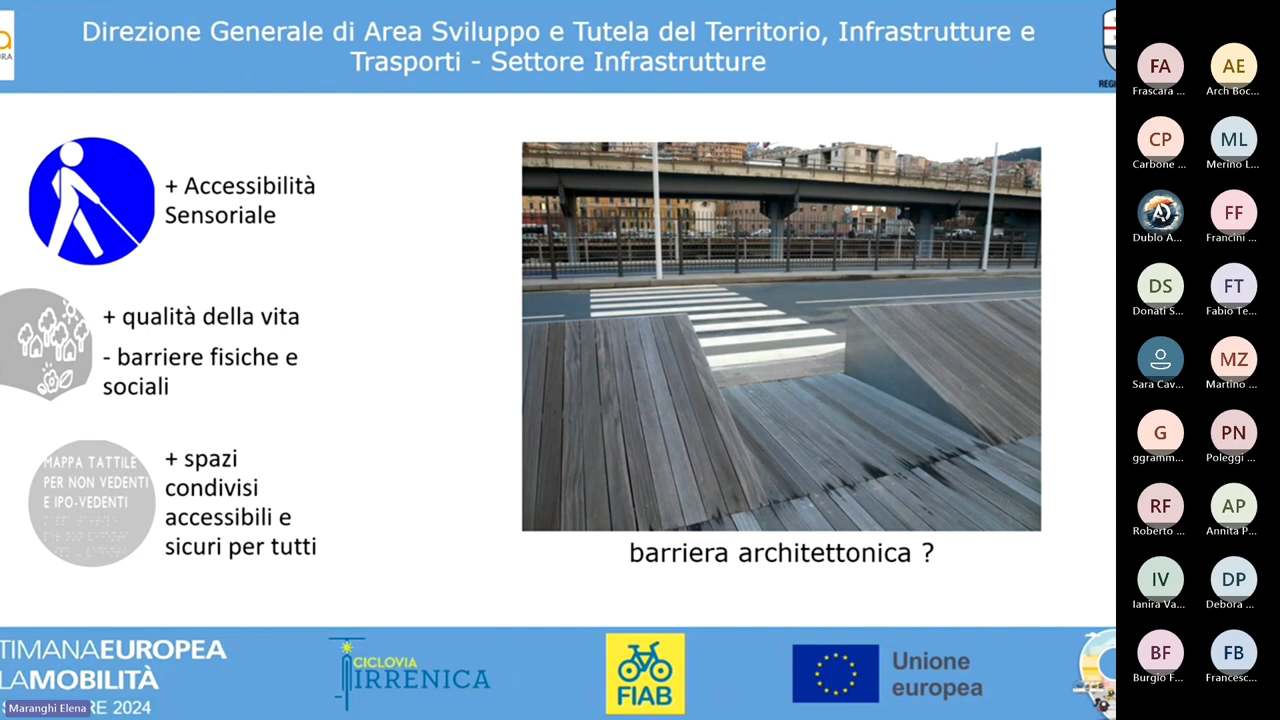 Direzione Generale di Area Sviluppo e Tutela del Territorio, Infrastrutture e
Trasporti - Settore Infrastrutture
+ Accessibilità
Sensoriale
+ qualità della vita
- barriere fisiche e
sociali
MAPPA TATTILE
PER NON VEDENTI
E IPO-VEDENTI
+ spazi
condivisi
accessibili e
sicuri per tutti
barriera architettonica ?
TIMANAEUROPEA
LAMOBILITÀ
RE 2024
Maranghi Elena
CICLOVIA
TIRRENICA
FIAB
Unione
europea
FA
Frascara ...
AE
Arch Boc...
CP
Carbone ...
ML
Merino L...
Dublo A...
FF
Francini ...
DS
Donati S...
FT
Fabio Te...
Sara Cav...
MZ
Martino ...
G
ggramm...
PN
Poleggi ...
RF
Roberto ...
AP
Annita P...
IV
Ianira Va...
DP
Debora ...
BF
Burgio F...
FB
Francesc...